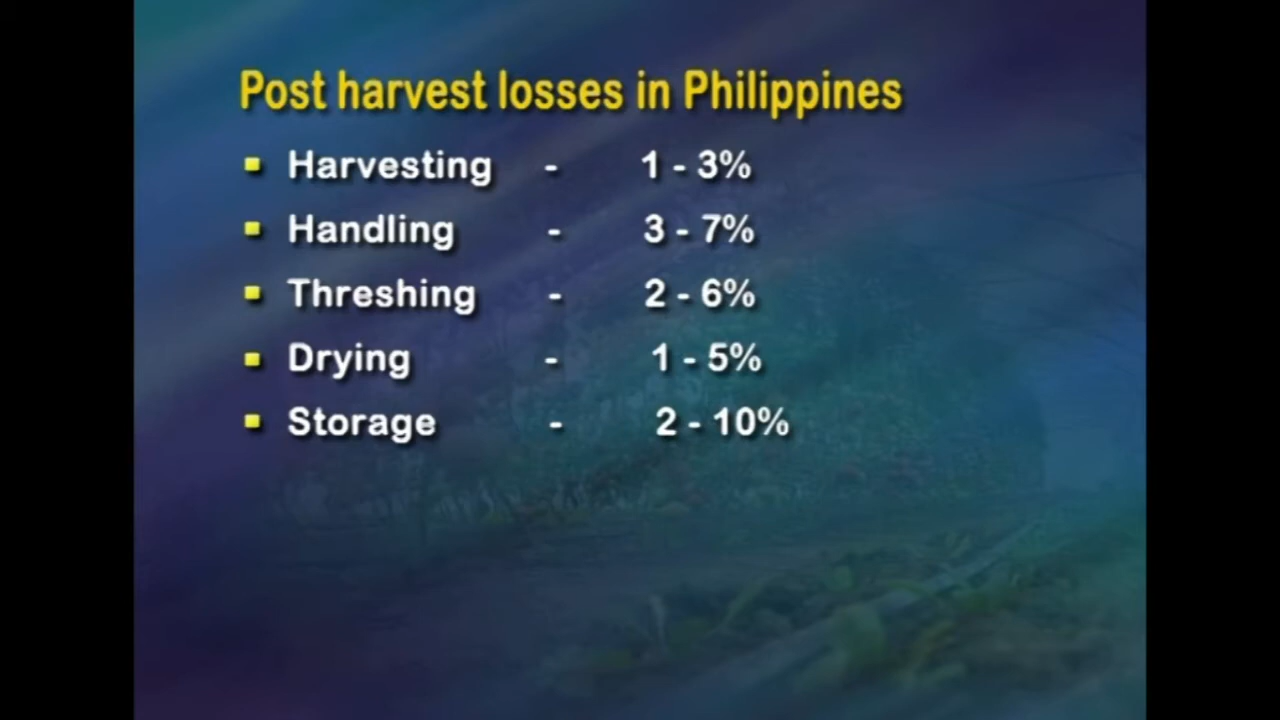 Post harvest losses in Philippines
▪ Harvesting - 1 - 3%
▪ Handling - 3 - 7%
▪ Threshing - 2 - 6%
▪ Drying - 1 - 5%
▪ Storage - 2 - 10%